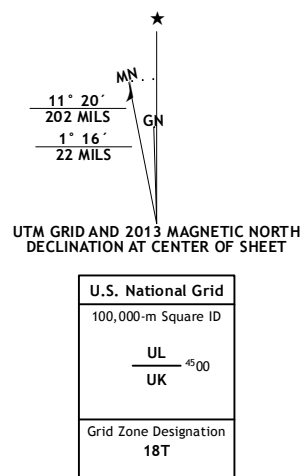 ★
MN
GN
11° 20´
202 MILS
1° 16´
22 MILS
UTM GRID AND 2013 MAGNETIC NORTH
DECLINATION AT CENTER OF SHEET
U.S. National Grid
100,000-m Square ID
UL
4500
UK
Grid Zone Designation
18T